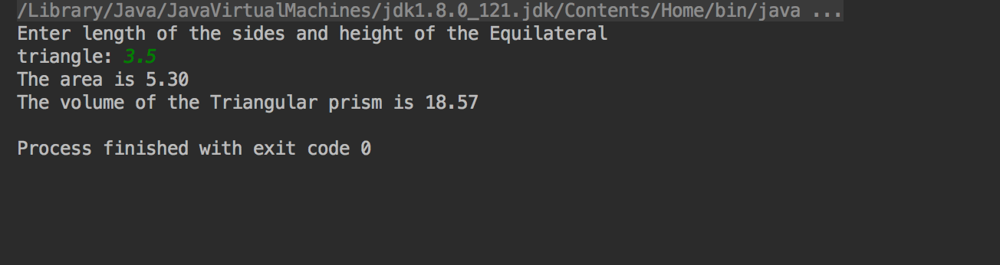 /Library/Java/JavaVirtualMachines/jdk1.8.0_121.jdk/Contents/Home/bin/java ...
Enter length of the sides and height of the Equilateral
triangle: 3.5
The area is 5.30
The volume of the Triangular prism is 18.57
Process finished with exit code 0